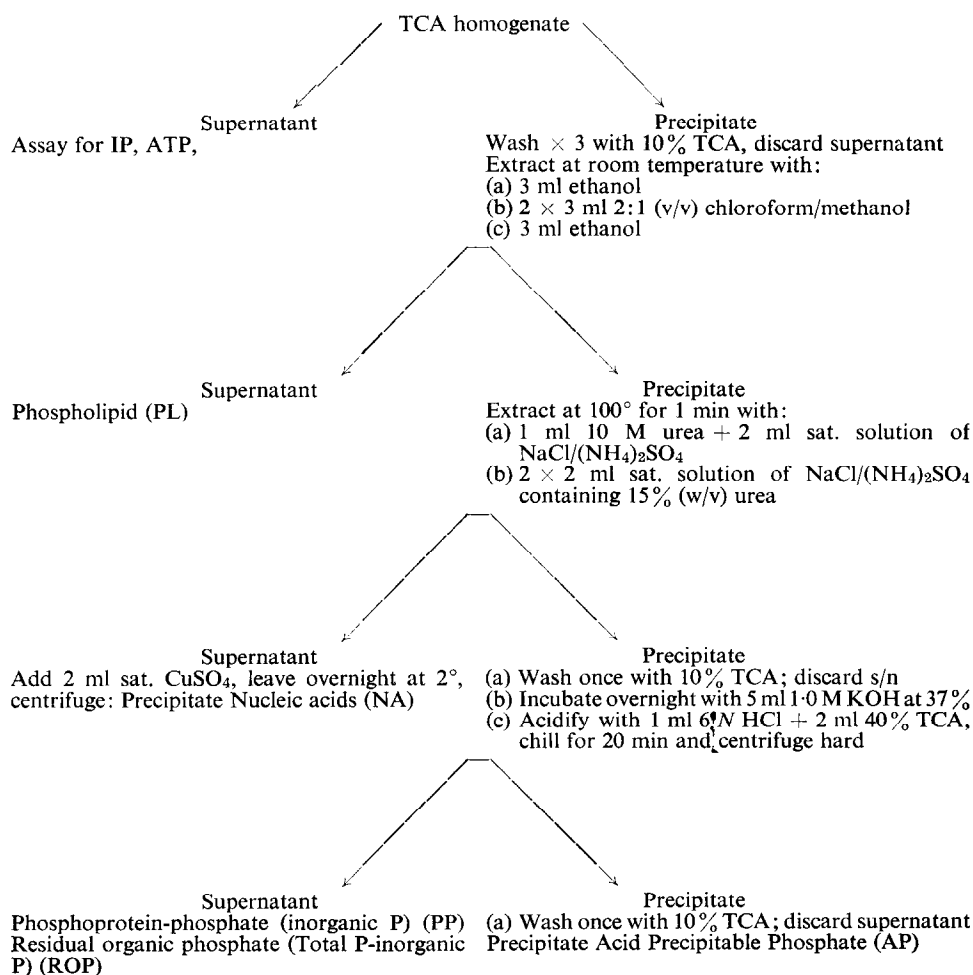 TCA homogenate
Supernatant
Assay for IP, ATP,
Precipitate
Wash × 3 with 10% TCA, discard supernatant
Extract at room temperature with:
(a) 3 ml ethanol
(b) 2 × 3 ml 2:1 (v/v) chloroform/methanol
(c) 3 ml ethanol
Supernatant
Phospholipid (PL)
Precipitate
Extract at 100° for 1 min with:
(a) 1 ml 10 M urea + 2 ml sat. solution of
NaCl/(NH₄)₂SO₄
(b) 2 × 2 ml sat. solution of NaCl/(NH₄)₂SO₄
containing 15% (w/v) urea
Supernatant
Add 2 ml sat. CuSO₄, leave overnight at 2°,
centrifuge: Precipitate Nucleic acids (NA)
Precipitate
(a) Wash once with 10% TCA; discard s/n
(b) Incubate overnight with 5 ml 1·0 M KOH at 37%
(c) Acidify with 1 ml 6 N HCl + 2 ml 40% TCA,
chill for 20 min and centrifuge hard
Supernatant
Phosphoprotein-phosphate (inorganic P) (PP)
Residual organic phosphate (Total P-inorganic
P) (ROP)
Precipitate
(a) Wash once with 10% TCA; discard supernatant
Precipitate Acid Precipitable Phosphate (AP)